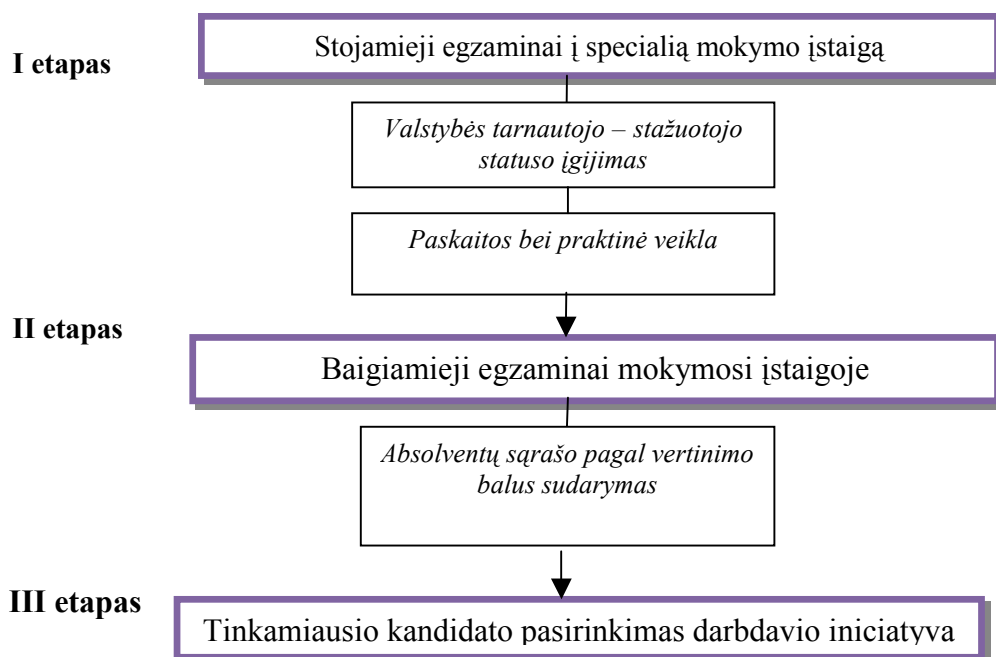 Stojamieji egzaminai į specialią mokymo įstaigą
I etapas
Valstybės tarnautojo – stažuotojo
statuso įgijimas
Paskaitos bei praktinė veikla
II etapas
Baigiamieji egzaminai mokymosi įstaigoje
Absolventų sąrašo pagal vertinimo
balus sudarymas
III etapas
Tinkamiausio kandidato pasirinkimas darbdavio iniciatyva